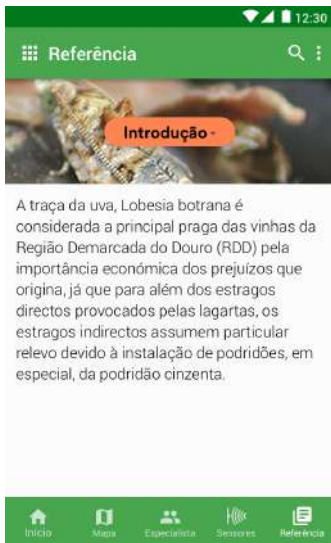 12:30
Referência
Introdução -
A traça da uva, Lobesia botrana é
considerada a principal praga das vinhas da
Região Demarcada do Douro (RDD) pela
importância económica dos prejuízos que
origina, já que para além dos estragos
directos provocados pelas lagartas, os
estragos indirectos assumem particular
relevo devido à instalação de podridões, em
especial, da podridão cinzenta.
Início Mapa Especialista Sensores Referência